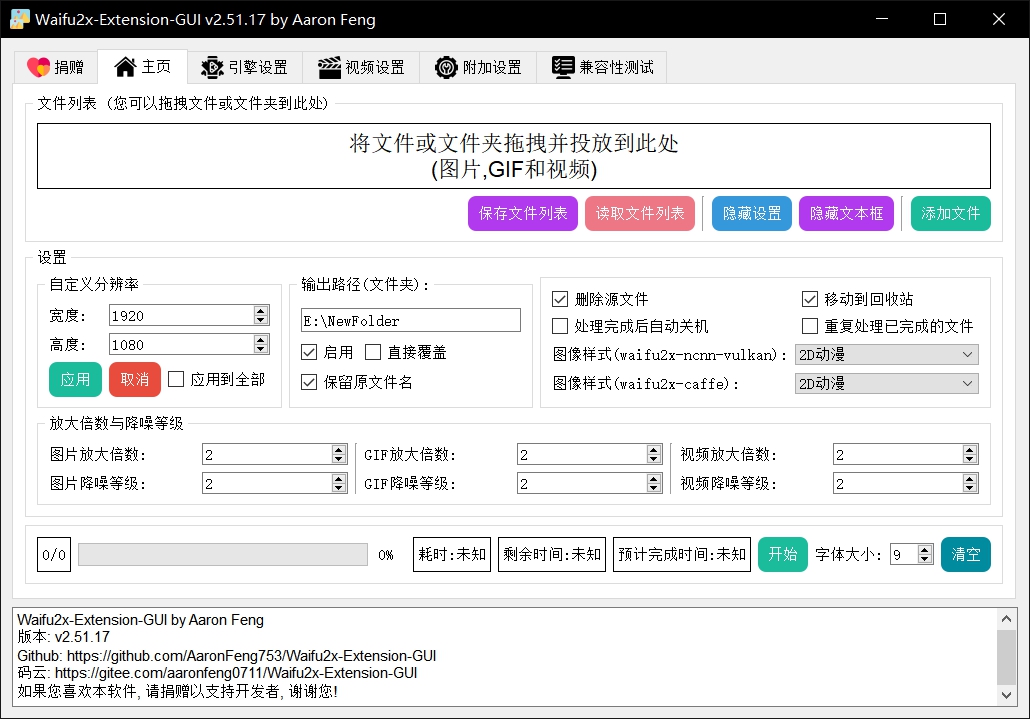 Waifu2x-Extension-GUI v2.51.17 by Aaron Feng
捐赠 主页 引擎设置 视频设置 附加设置 兼容性测试
文件列表 (您可以拖拽文件或文件夹到此处)
将文件或文件夹拖拽并投放到此处
(图片,GIF和视频)
保存文件列表 读取文件列表 隐藏设置 隐藏文本框 添加文件
设置
自定义分辨率
宽度: 1920
高度: 1080
应用 取消 应用到全部
输出路径(文件夹):
E:\NewFolder
启用 直接覆盖
保留原文件名
删除源文件 移动到回收站
处理完成后自动关机 重复处理已完成的文件
图像样式(waifu2x-ncnn-vulkan): 2D动漫
图像样式(waifu2x-caffe): 2D动漫
放大倍数与降噪等级
图片放大倍数: 2 GIF放大倍数: 2 视频放大倍数: 2
图片降噪等级: 2 GIF降噪等级: 2 视频降噪等级: 2
0/0 0% 耗时:未知 剩余时间:未知 预计完成时间:未知 开始 字体大小: 9 清空
Waifu2x-Extension-GUI by Aaron Feng
版本: v2.51.17
Github: https://github.com/AaronFeng753/Waifu2x-Extension-GUI
码云: https://gitee.com/aaronfeng0711/Waifu2x-Extension-GUI
如果您喜欢本软件, 请捐赠以支持开发者, 谢谢您!